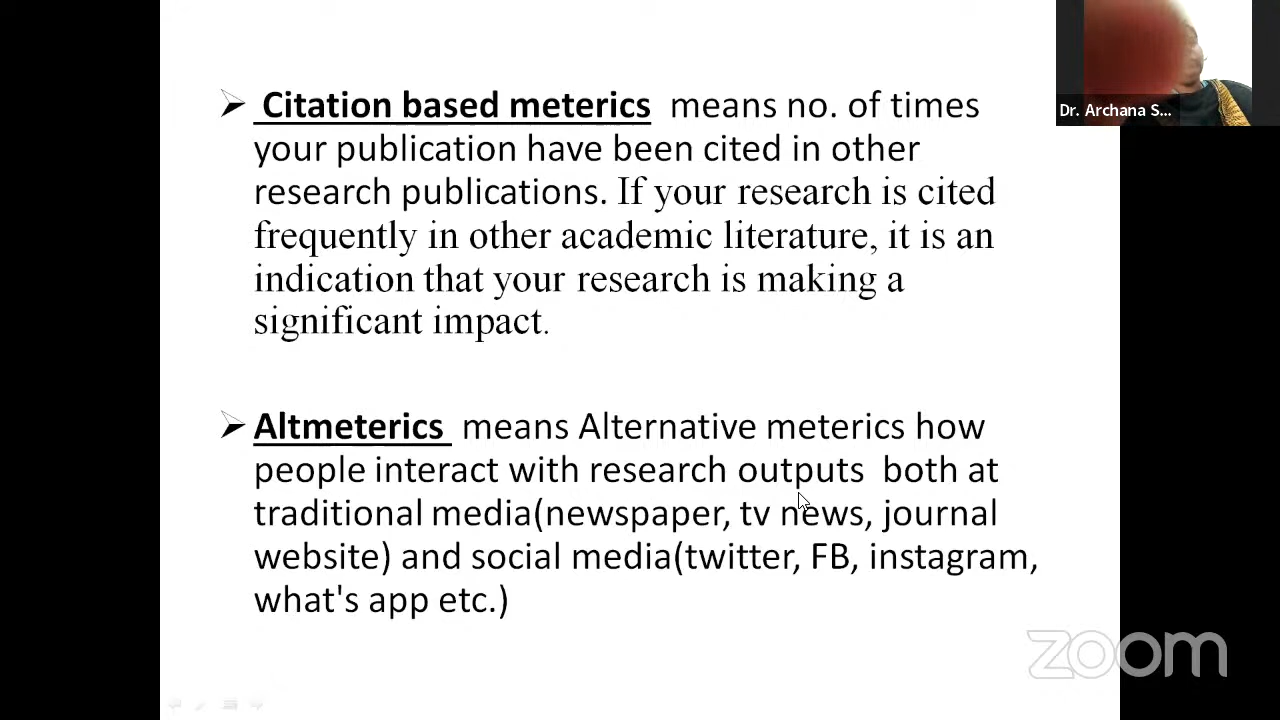 Citation based meterics means no. of times
your publication have been cited in other
research publications. If your research is cited
frequently in other academic literature, it is an
indication that your research is making a
significant impact.
Altmeterics means Alternative meterics how
people interact with research outputs both at
traditional media(newspaper, tv news, journal
website) and social media(twitter, FB, instagram,
what's app etc.)
Dr. Archana S...
zoom